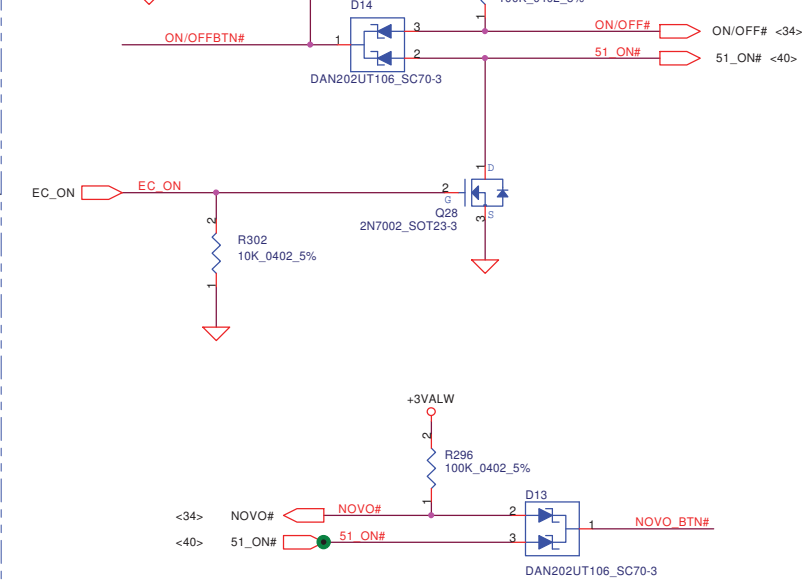 D14
ON/OFFBTN#
1
3
2
1
ON/OFF#
ON/OFF# <34>
51_ON#
51_ON# <40>
DAN202UT106_SC70-3
EC_ON
EC_ON
2
G
1
D
3
S
Q28
2N7002_SOT23-3
2
R302
10K_0402_5%
1
+3VALW
2
R296
100K_0402_5%
1
D13
<34> NOVO#
NOVO#
2
1
NOVO_BTN#
<40> 51_ON#
51_ON#
3
DAN202UT106_SC70-3